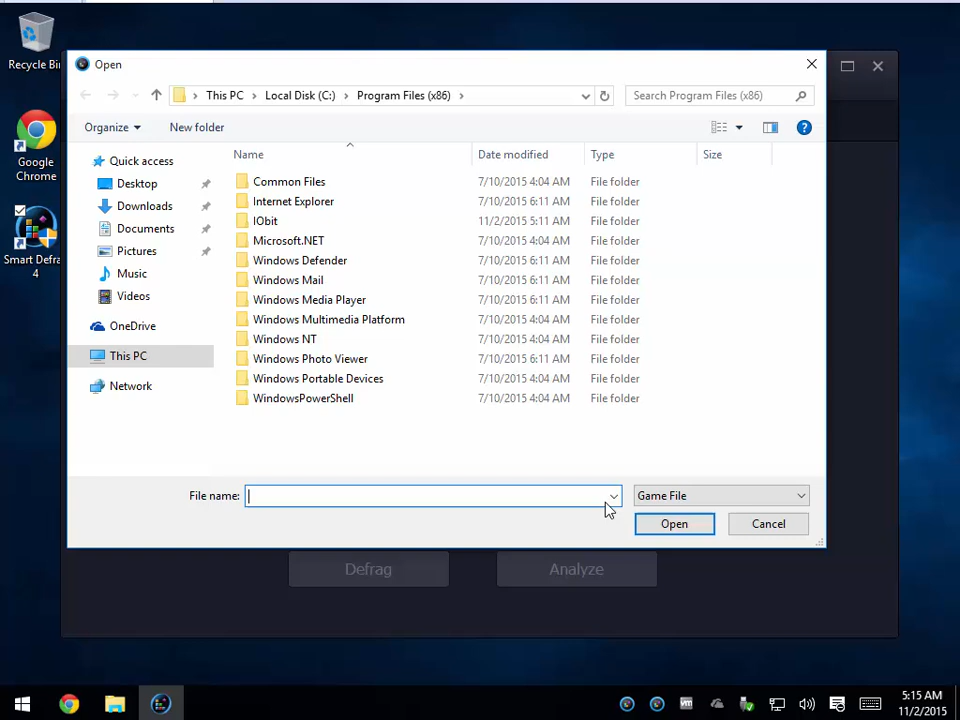 Recycle Bin
Google
Chrome
Smart Defra
4
Open
This PC
Local Disk (C:)
Program Files (x86)
Search Program Files (x86)
Organize
New folder
Name
Date modified
Type
Size
Quick access
Desktop
Downloads
Documents
Pictures
Music
Videos
OneDrive
This PC
Network
Common Files 7/10/2015 4:04 AM File folder
Internet Explorer 7/10/2015 6:11 AM File folder
IObit 11/2/2015 5:11 AM File folder
Microsoft.NET 7/10/2015 4:04 AM File folder
Windows Defender 7/10/2015 6:11 AM File folder
Windows Mail 7/10/2015 6:11 AM File folder
Windows Media Player 7/10/2015 6:11 AM File folder
Windows Multimedia Platform 7/10/2015 4:04 AM File folder
Windows NT 7/10/2015 4:04 AM File folder
Windows Photo Viewer 7/10/2015 6:11 AM File folder
Windows Portable Devices 7/10/2015 4:04 AM File folder
WindowsPowerShell 7/10/2015 4:04 AM File folder
File name:
Game File
Open
Cancel
Defrag
Analyze
5:15 AM
11/2/2015